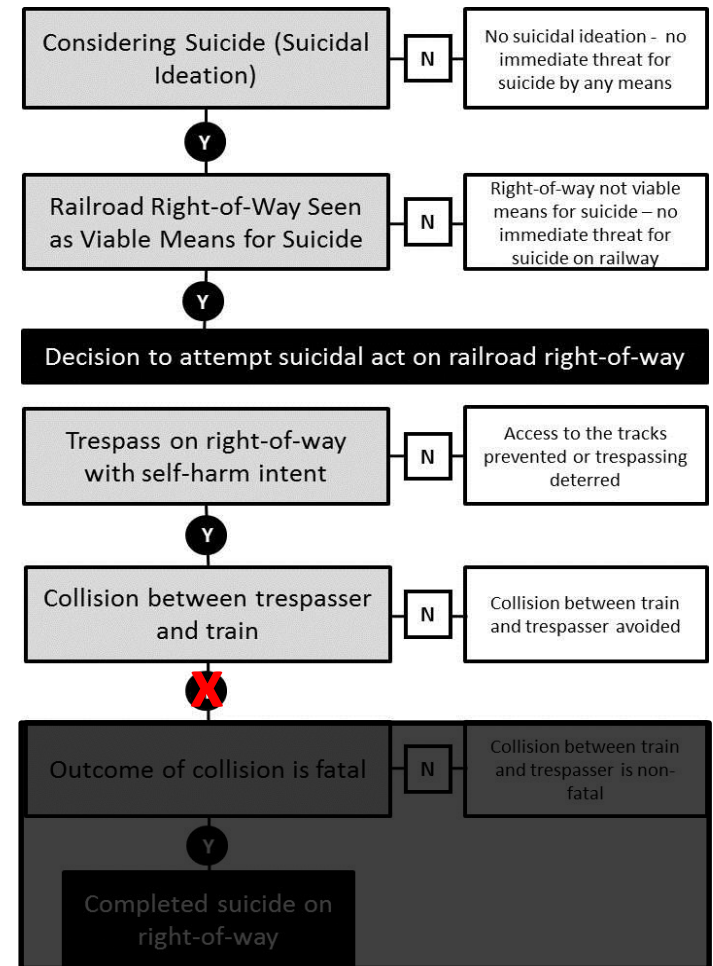 Considering Suicide (Suicidal
Ideation)
N
No suicidal ideation - no
immediate threat for
suicide by any means
Y
Railroad Right-of-Way Seen
as Viable Means for Suicide
N
Right-of-way not viable
means for suicide – no
immediate threat for
suicide on railway
Y
Decision to attempt suicidal act on railroad right-of-way
Trespass on right-of-way
with self-harm intent
N
Access to the tracks
prevented or trespassing
deterred
Y
Collision between trespasser
and train
N
Collision between train
and trespasser avoided
X
Outcome of collision is fatal
N
Collision between train
and trespasser is non-
fatal
Y
Completed suicide on
right-of-way